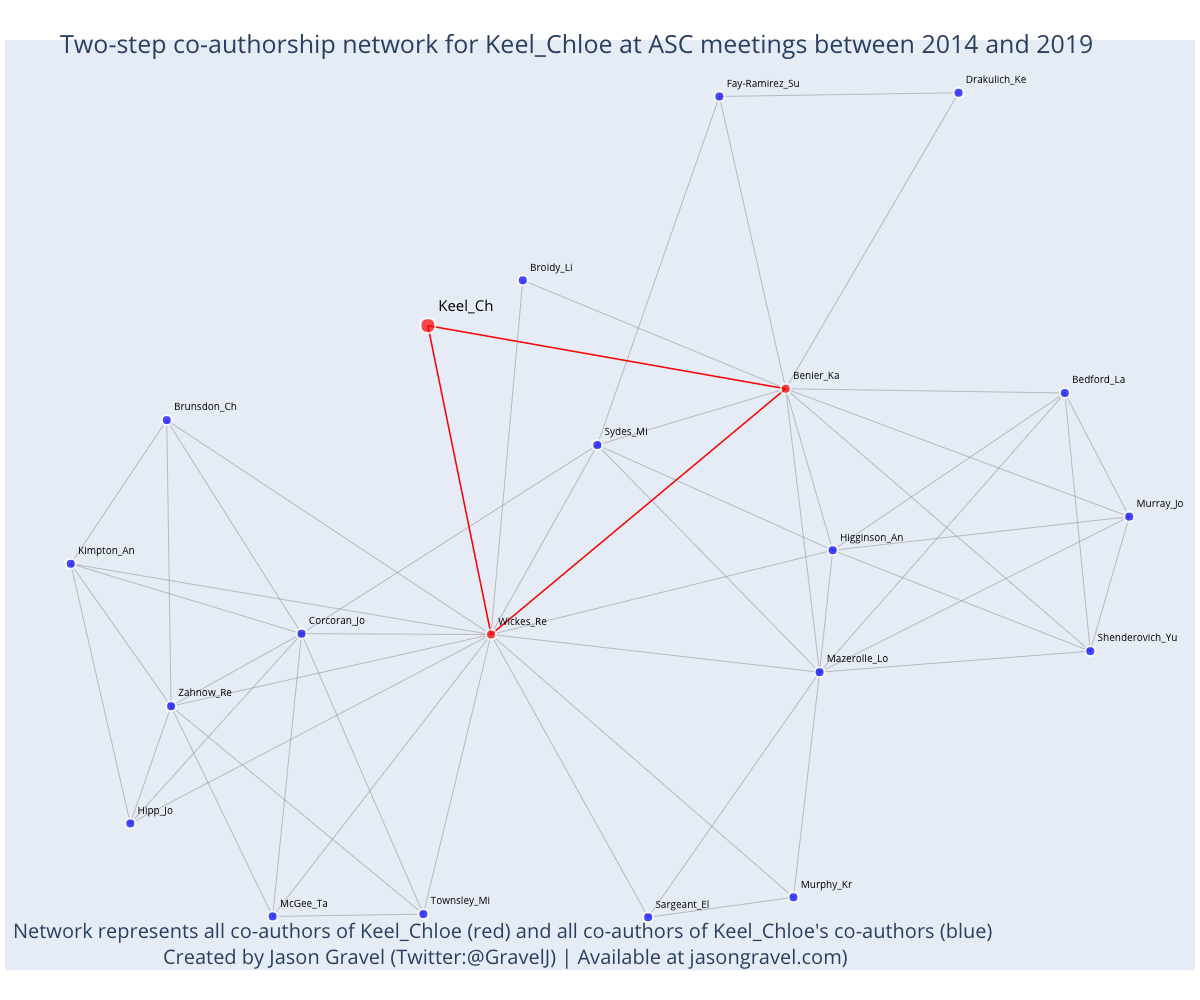 Two-step co-authorship network for Keel_Chloe at ASC meetings between 2014 and 2019
Drakulich_Ke
Fay-Ramirez_Su
Broidy_Li
Keel_Ch
Benier_Ka
Bedford_La
Brunsdon_Ch
Sydes_Mi
Murray_Jo
Higginson_An
Kimpton_An
Corcoran_Jo
Wickes_Re
Shenderovich_Yu
Mazerolle_Lo
Zahnow_Re
Hipp_Jo
Murphy_Kr
McGee_Ta
Townsley_Mi
Sargeant_El
Network represents all co-authors of Keel_Chloe (red) and all co-authors of Keel_Chloe's co-authors (blue)
Created by Jason Gravel (Twitter:@GravelJ) | Available at jasongravel.com)